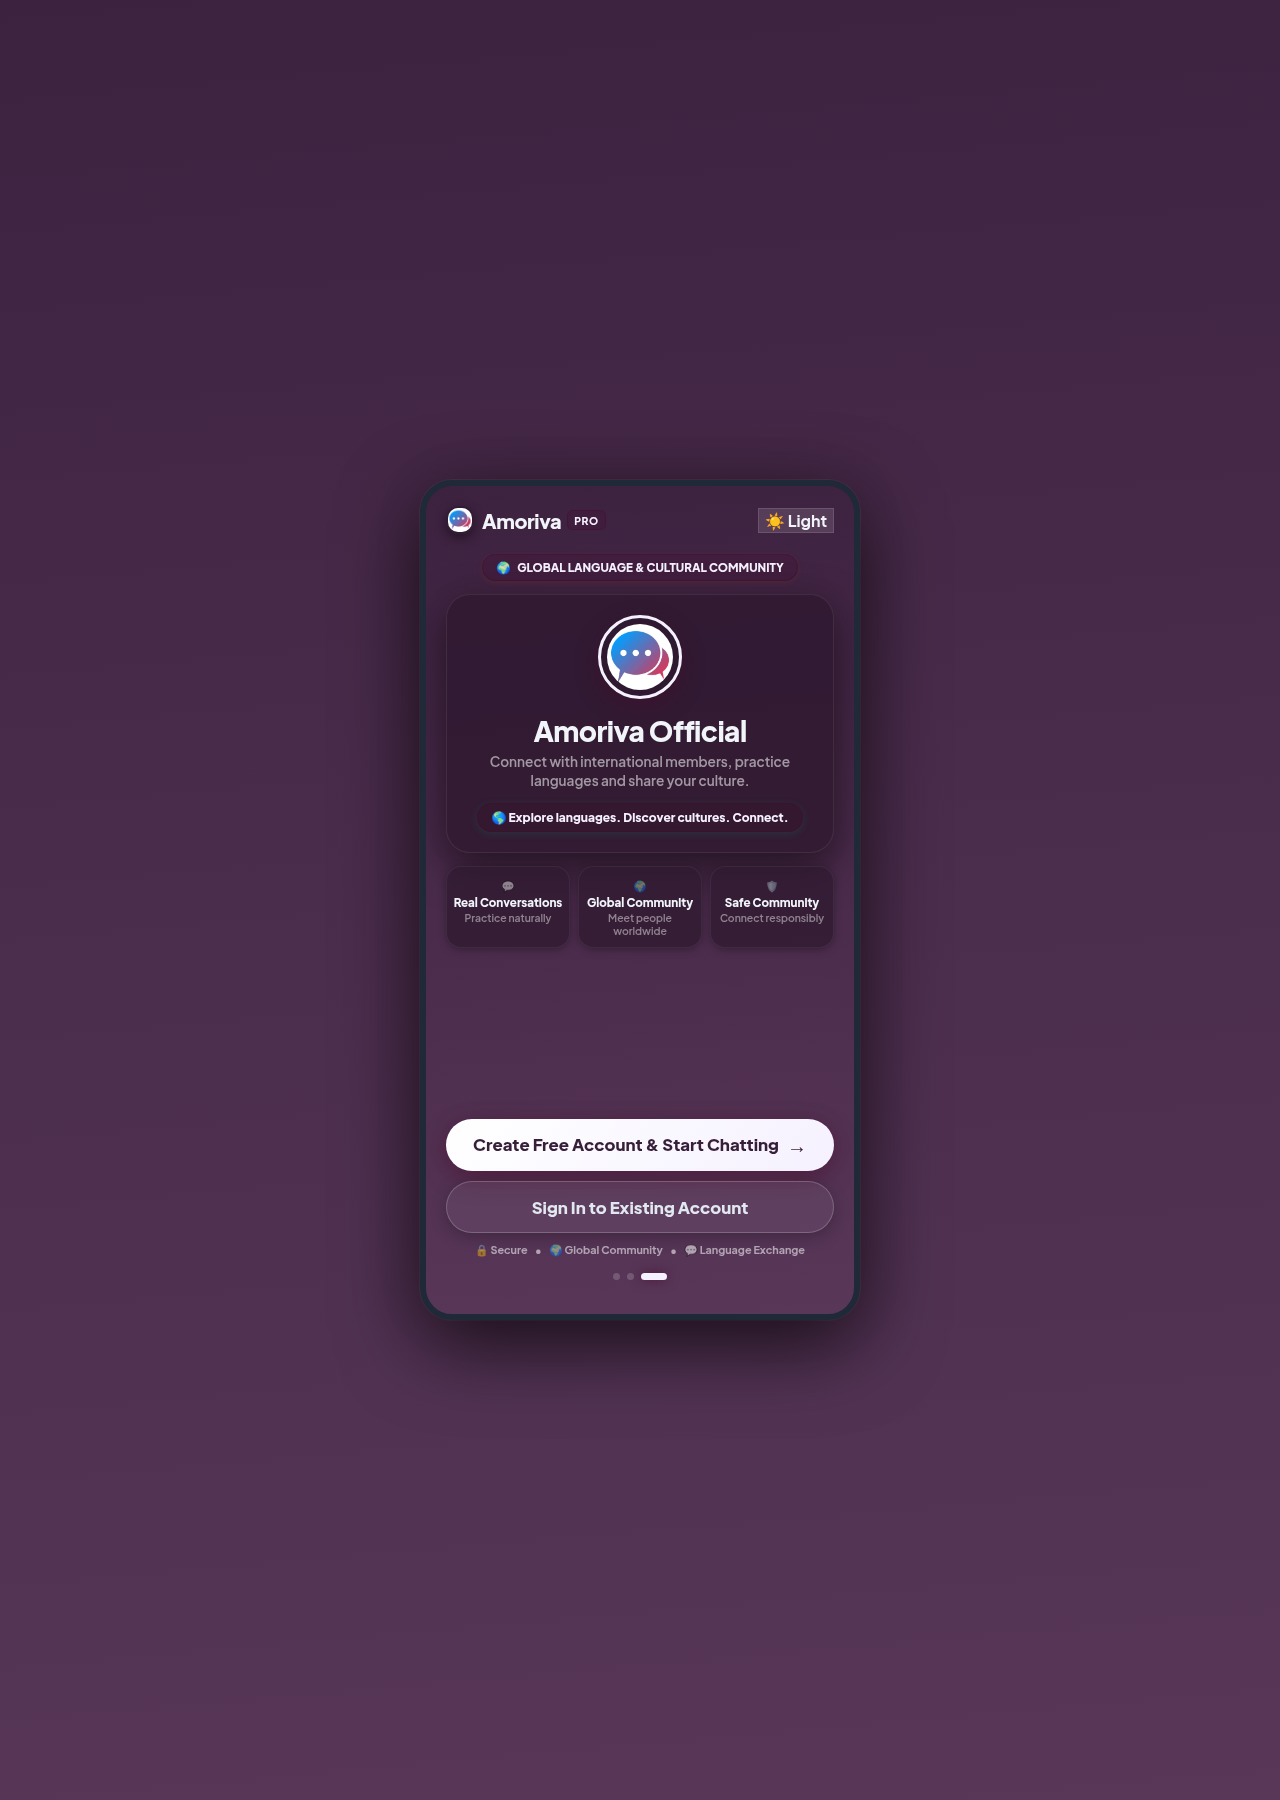 Amoriva PRO
☀️ Light
🌍 GLOBAL LANGUAGE & CULTURAL COMMUNITY
Amoriva Official
Connect with international members, practice
languages and share your culture.
🌎 Explore languages. Discover cultures. Connect.
💬
Real Conversations
Practice naturally
🌍
Global Community
Meet people
worldwide
🛡️
Safe Community
Connect responsibly
Create Free Account & Start Chatting →
Sign In to Existing Account
🔒 Secure • 🌍 Global Community • 💬 Language Exchange